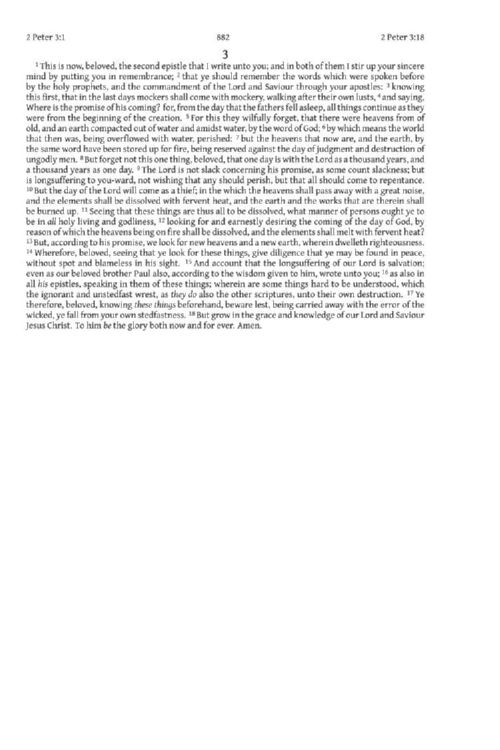 2 Peter 3:1 882 2 Peter 3:18
3
1 This is now, beloved, the second epistle that I write unto you; and in both of them I stir up your sincere
mind by putting you in remembrance; 2 that ye should remember the words which were spoken before
by the holy prophets, and the commandment of the Lord and Saviour through your apostles: 3 knowing
this first, that in the last days mockers shall come with mockery, walking after their own lusts, 4 and saying,
Where is the promise of his coming? for, from the day that the fathers fell asleep, all things continue as they
were from the beginning of the creation. 5 For this they wilfully forget, that there were heavens from of
old, and an earth compacted out of water and amidst water, by the word of God; 6 by which means the world
that then was, being overflowed with water, perished: 7 but the heavens that now are, and the earth, by
the same word have been stored up for fire, being reserved against the day of judgment and destruction of
ungodly men. 8 But forget not this one thing, beloved, that one day is with the Lord as a thousand years, and
a thousand years as one day. 9 The Lord is not slack concerning his promise, as some count slackness; but
is longsuffering to you-ward, not wishing that any should perish, but that all should come to repentance.
10 But the day of the Lord will come as a thief; in the which the heavens shall pass away with a great noise,
and the elements shall be dissolved with fervent heat, and the earth and the works that are therein shall
be burned up. 11 Seeing that these things are thus all to be dissolved, what manner of persons ought ye to
be in all holy living and godliness, 12 looking for and earnestly desiring the coming of the day of God, by
reason of which the heavens being on fire shall be dissolved, and the elements shall melt with fervent heat?
13 But, according to his promise, we look for new heavens and a new earth, wherein dwelleth righteousness.
14 Wherefore, beloved, seeing that ye look for these things, give diligence that ye may be found in peace,
without spot and blameless in his sight. 15 And account that the longsuffering of our Lord is salvation;
even as our beloved brother Paul also, according to the wisdom given to him, wrote unto you; 16 as also in
all his epistles, speaking in them of these things; wherein are some things hard to be understood, which
the ignorant and unstedfast wrest, as they do also the other scriptures, unto their own destruction. 17 Ye
therefore, beloved, knowing these things beforehand, beware lest, being carried away with the error of the
wicked, ye fall from your own stedfastness. 18 But grow in the grace and knowledge of our Lord and Saviour
Jesus Christ. To him be the glory both now and for ever. Amen.